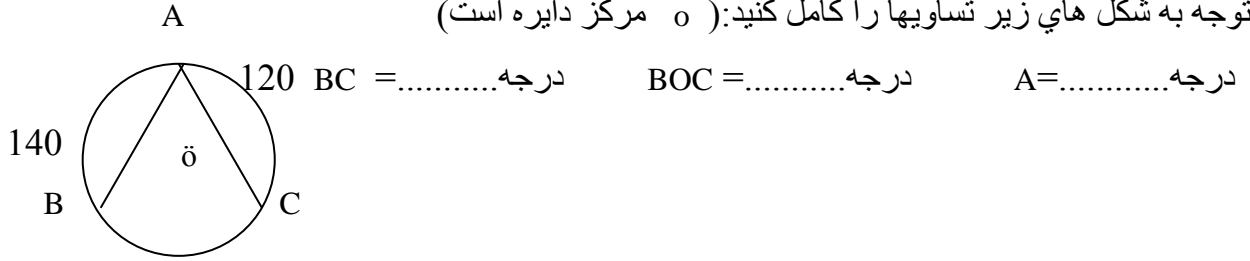 توجه به شكل هاي زير تساويها را كامل كنيد:( o مركز دايره است)
A
120 BC =...........درجه BOC =...........درجه A=............درجه
140
ö
B
C